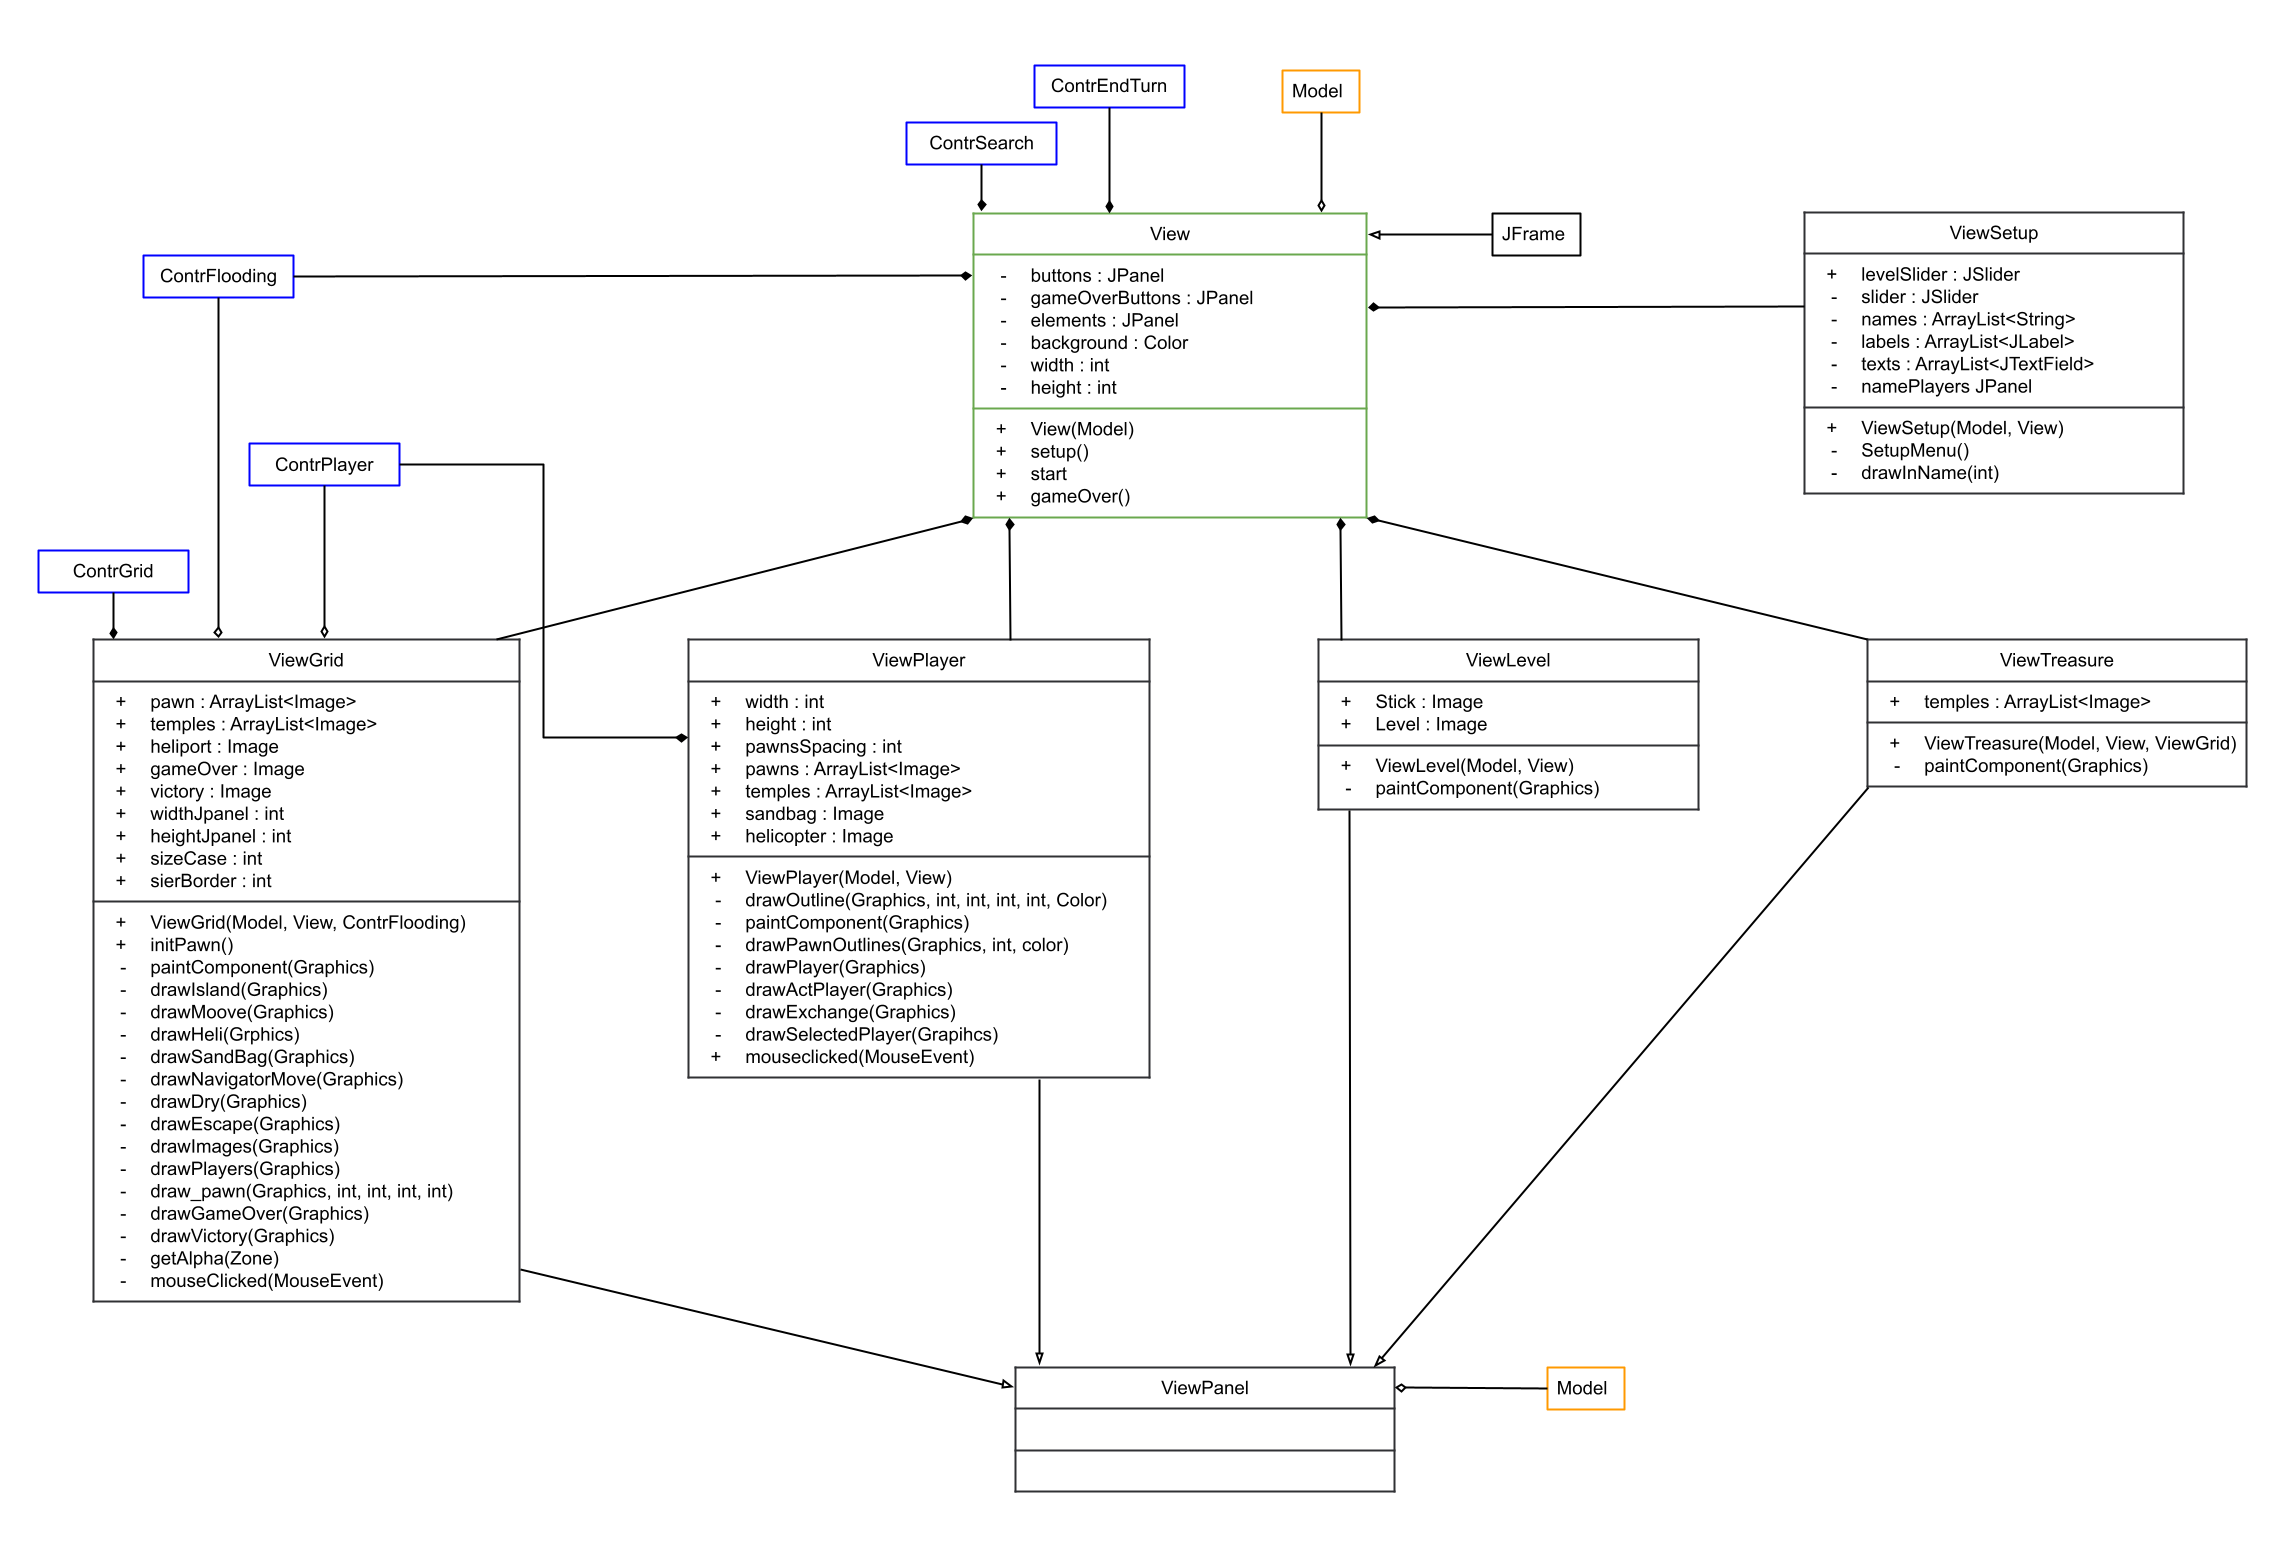 ContrEndTurn
Model
ContrSearch
View
JFrame
ViewSetup
ContrFlooding
- buttons : JPanel
- gameOverButtons : JPanel
- elements : JPanel
- background : Color
- width : int
- height : int
+ View(Model)
+ setup()
+ start
+ gameOver()
+ levelSlider : JSlider
- slider : JSlider
- names : ArrayList<String>
- labels : ArrayList<JLabel>
- texts : ArrayList<JTextField>
- namePlayers JPanel
+ ViewSetup(Model, View)
- SetupMenu()
- drawInName(int)
ContrPlayer
ContrGrid
ViewGrid
+ pawn : ArrayList<Image>
+ temples : ArrayList<Image>
+ heliport : Image
+ gameOver : Image
+ victory : Image
+ widthJpanel : int
+ heightJpanel : int
+ sizeCase : int
+ sierBorder : int
+ ViewGrid(Model, View, ContrFlooding)
+ initPawn()
- paintComponent(Graphics)
- drawIsland(Graphics)
- drawMoove(Graphics)
- drawHeli(Grphics)
- drawSandBag(Graphics)
- drawNavigatorMove(Graphics)
- drawDry(Graphics)
- drawEscape(Graphics)
- drawImages(Graphics)
- drawPlayers(Graphics)
- draw_pawn(Graphics, int, int, int, int)
- drawGameOver(Graphics)
- drawVictory(Graphics)
- getAlpha(Zone)
- mouseClicked(MouseEvent)
ViewPlayer
+ width : int
+ height : int
+ pawnsSpacing : int
+ pawns : ArrayList<Image>
+ temples : ArrayList<Image>
+ sandbag : Image
+ helicopter : Image
+ ViewPlayer(Model, View)
- drawOutline(Graphics, int, int, int, int, Color)
- paintComponent(Graphics)
- drawPawnOutlines(Graphics, int, color)
- drawPlayer(Graphics)
- drawActPlayer(Graphics)
- drawExchange(Graphics)
- drawSelectedPlayer(Grapihcs)
+ mouseclicked(MouseEvent)
ViewLevel
+ Stick : Image
+ Level : Image
+ ViewLevel(Model, View)
- paintComponent(Graphics)
ViewTreasure
+ temples : ArrayList<Image>
+ ViewTreasure(Model, View, ViewGrid)
- paintComponent(Graphics)
ViewPanel
Model